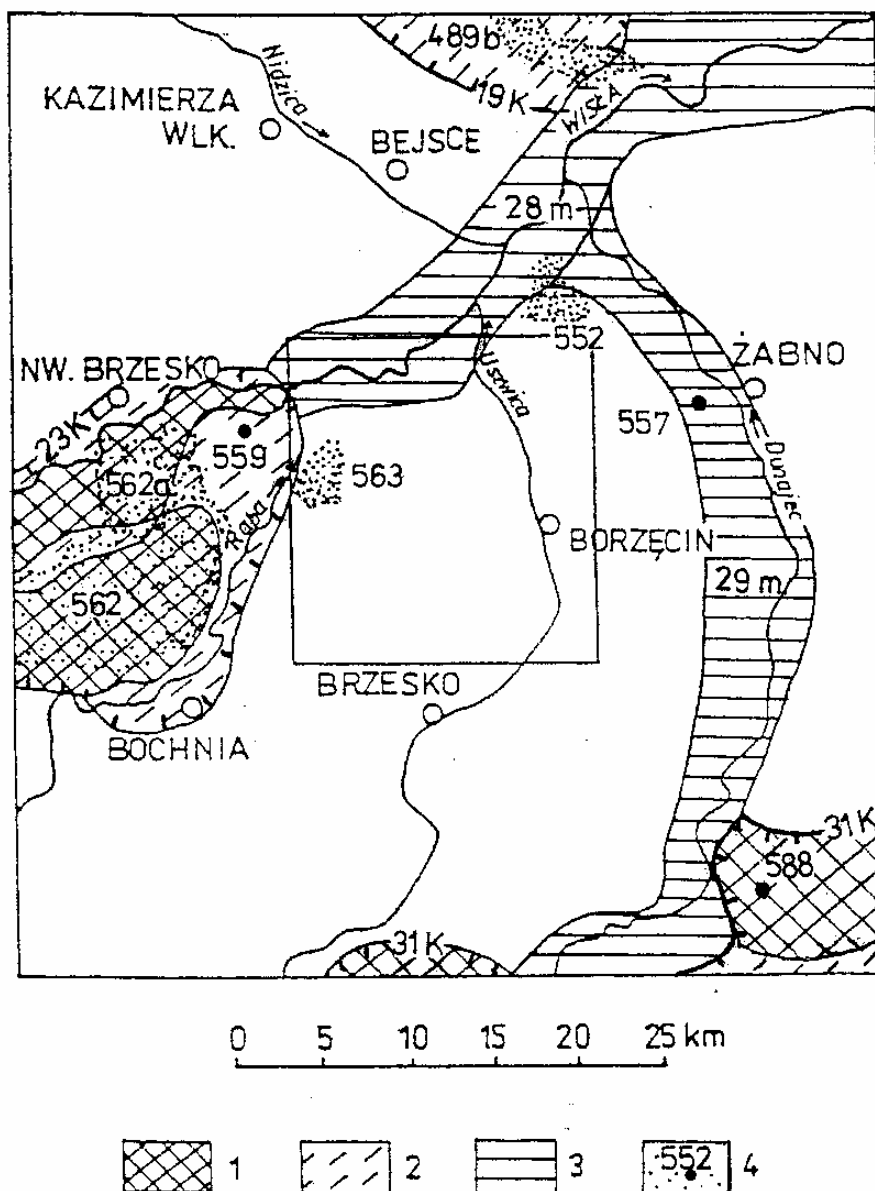 489b
Nidzica
19K
WISŁA
KAZIMIERZA
WLK.
BEJSCE
28 m
552
Uszwica
NW. BRZESKO
ŻABNO
23K
559
557
Dunajec
562a
563
Raba
BORZĘCIN
562
29 m
BRZESKO
BOCHNIA
31K
588
31K
0 5 10 15 20 25 km
1 2 3 552 4